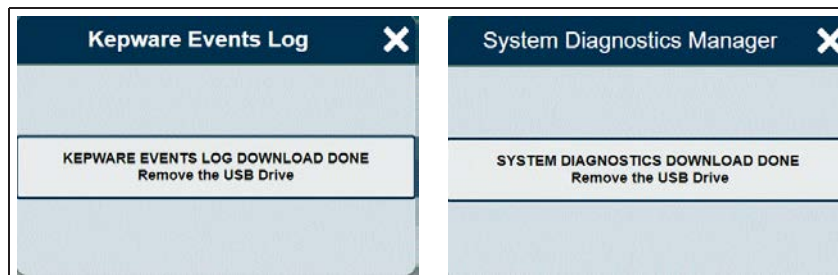 Kepware Events Log
KEPWARE EVENTS LOG DOWNLOAD DONE
Remove the USB Drive
System Diagnostics Manager
SYSTEM DIAGNOSTICS DOWNLOAD DONE
Remove the USB Drive